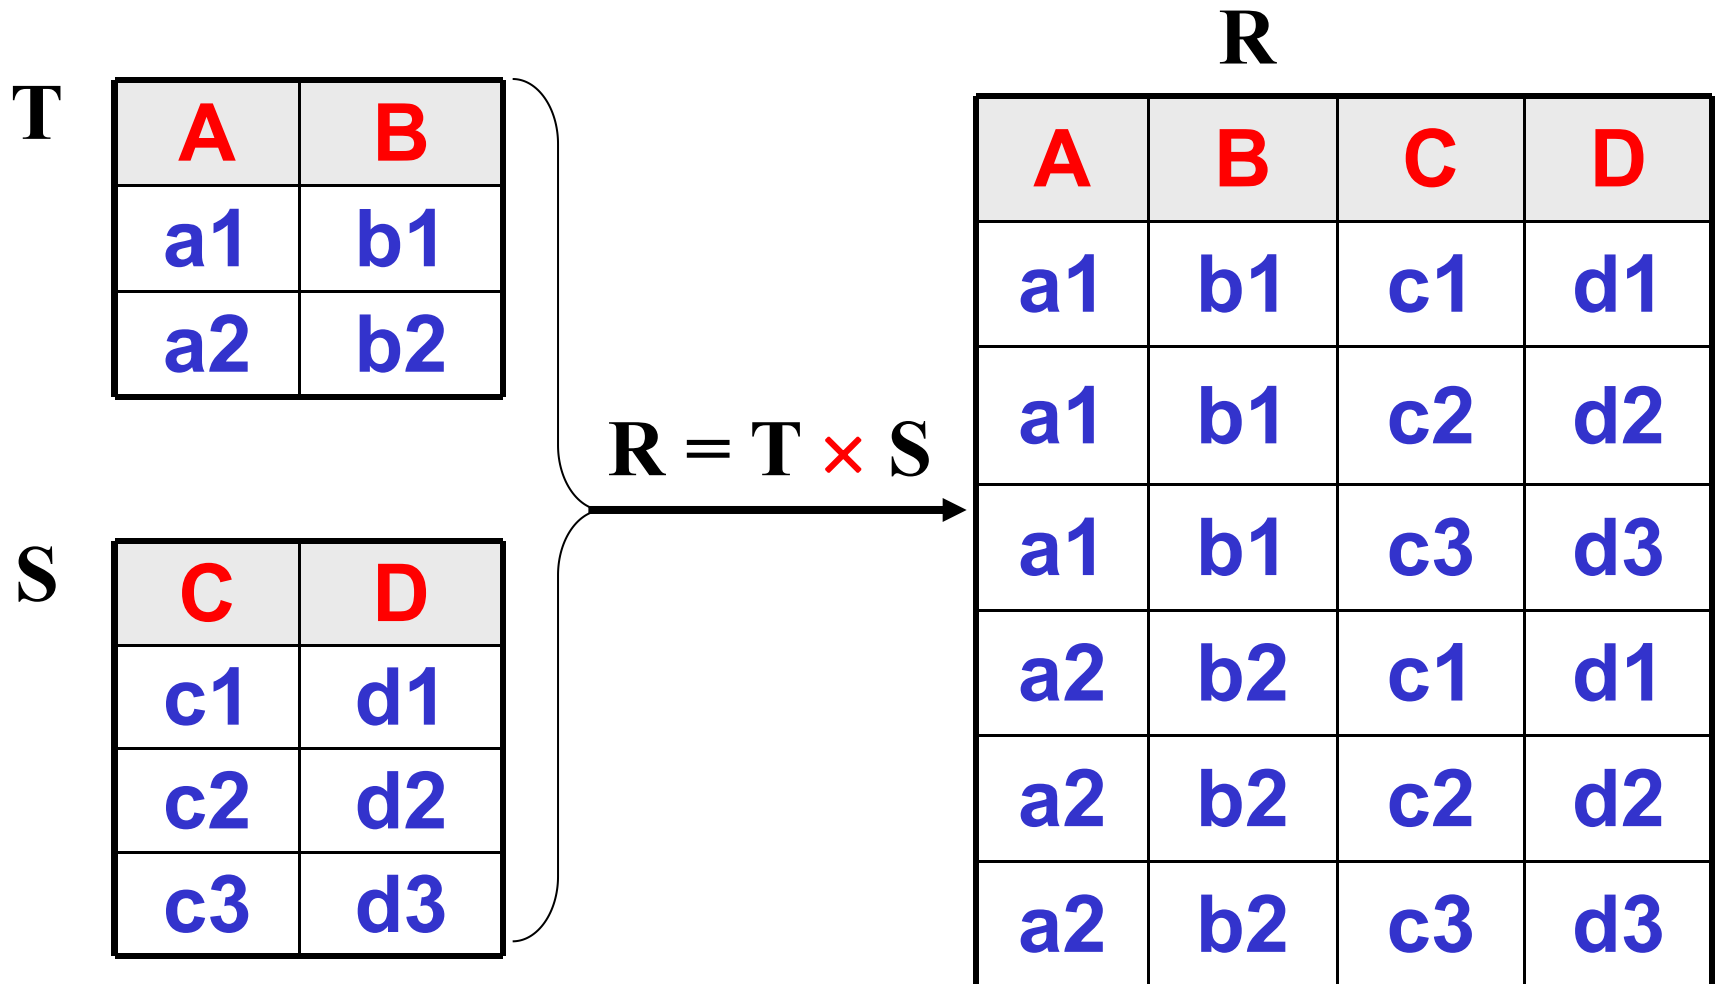 T
A B
a1 b1
a2 b2
S
C D
c1 d1
c2 d2
c3 d3
R = T × S
R
A B C D
a1 b1 c1 d1
a1 b1 c2 d2
a1 b1 c3 d3
a2 b2 c1 d1
a2 b2 c2 d2
a2 b2 c3 d3